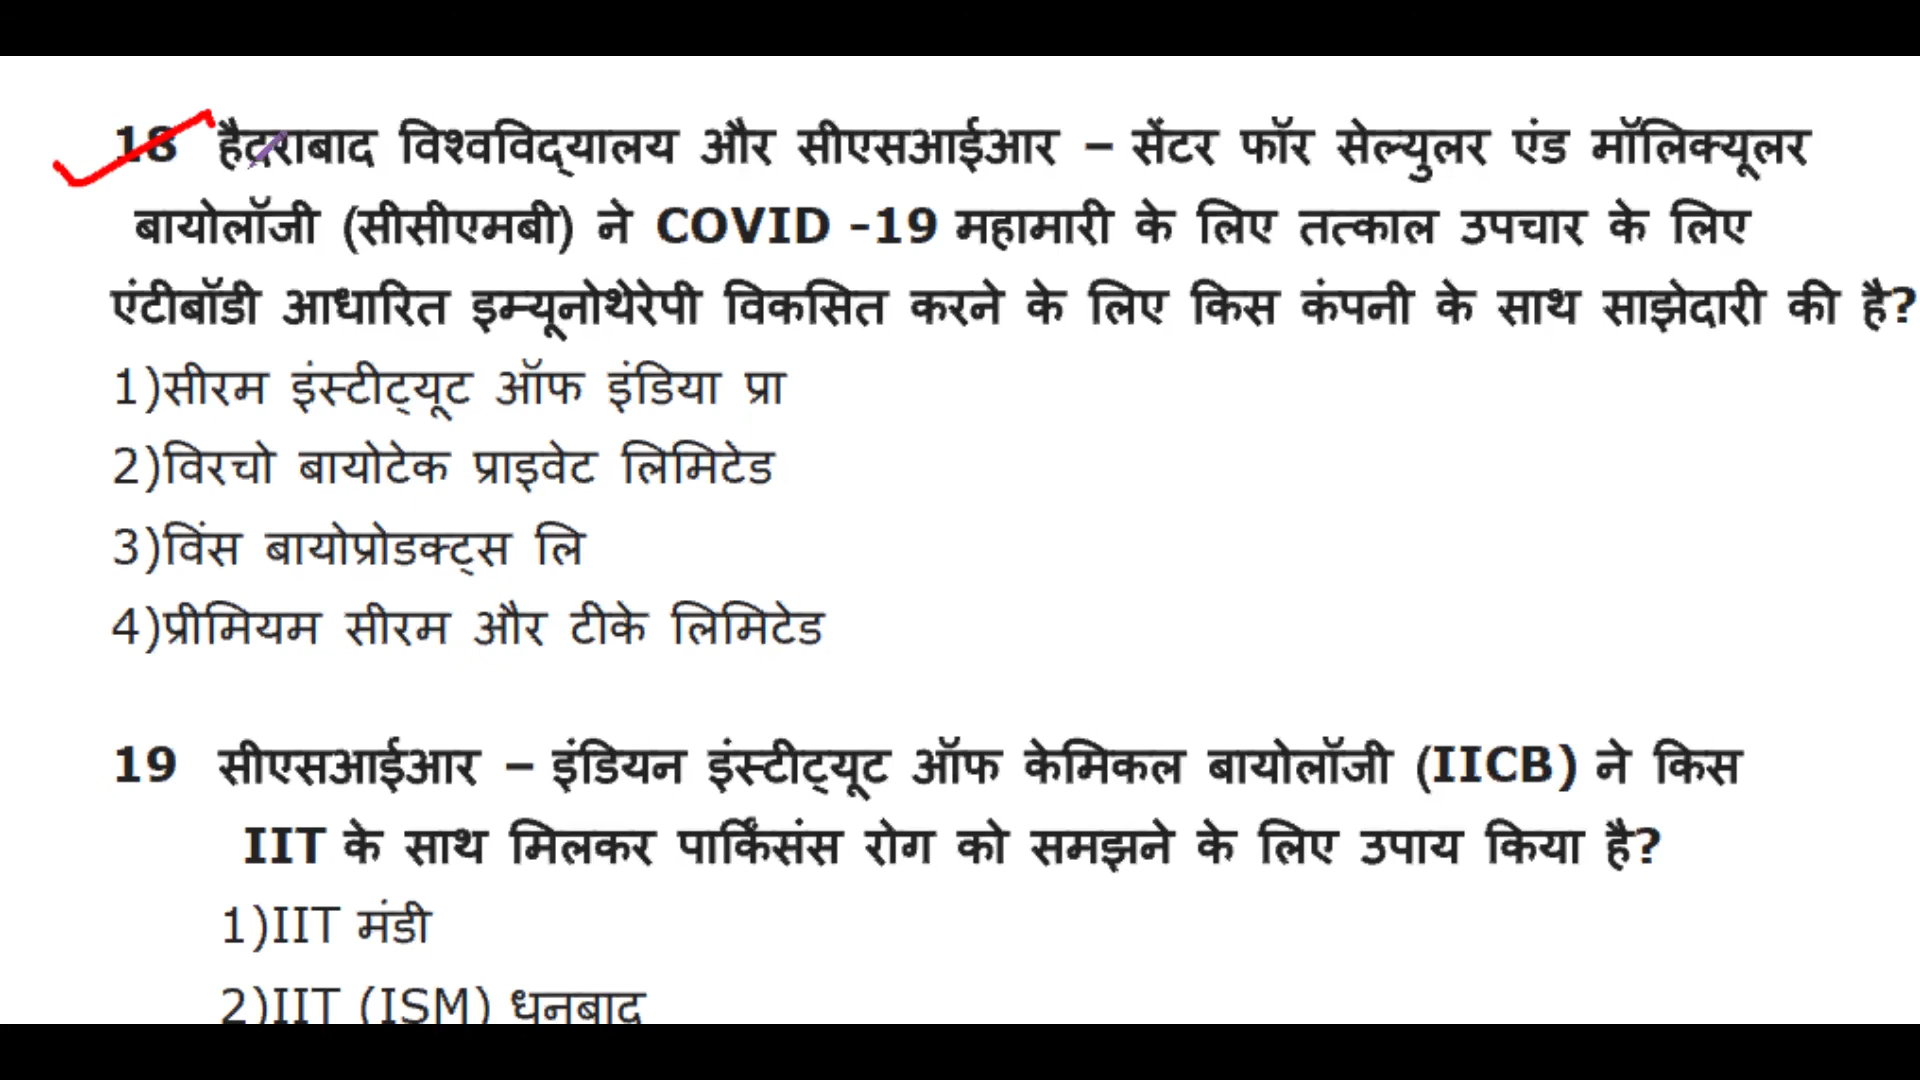 18 हैदराबाद विश्वविद्यालय और सीएसआईआर – सेंटर फॉर सेल्युलर एंड मॉलिक्यूलर
बायोलॉजी (सीसीएमबी) ने COVID -19 महामारी के लिए तत्काल उपचार के लिए
एंटीबॉडी आधारित इम्यूनोथेरेपी विकसित करने के लिए किस कंपनी के साथ साझेदारी की है?
1)सीरम इंस्टीट्यूट ऑफ इंडिया प्रा
2)विरचो बायोटेक प्राइवेट लिमिटेड
3)विंस बायोप्रोडक्ट्स लि
4)प्रीमियम सीरम और टीके लिमिटेड
19 सीएसआईआर – इंडियन इंस्टीट्यूट ऑफ केमिकल बायोलॉजी (IICB) ने किस
IIT के साथ मिलकर पार्किंसंस रोग को समझने के लिए उपाय किया है?
1)IIT मंडी
2)IIT (ISM) धनबाद